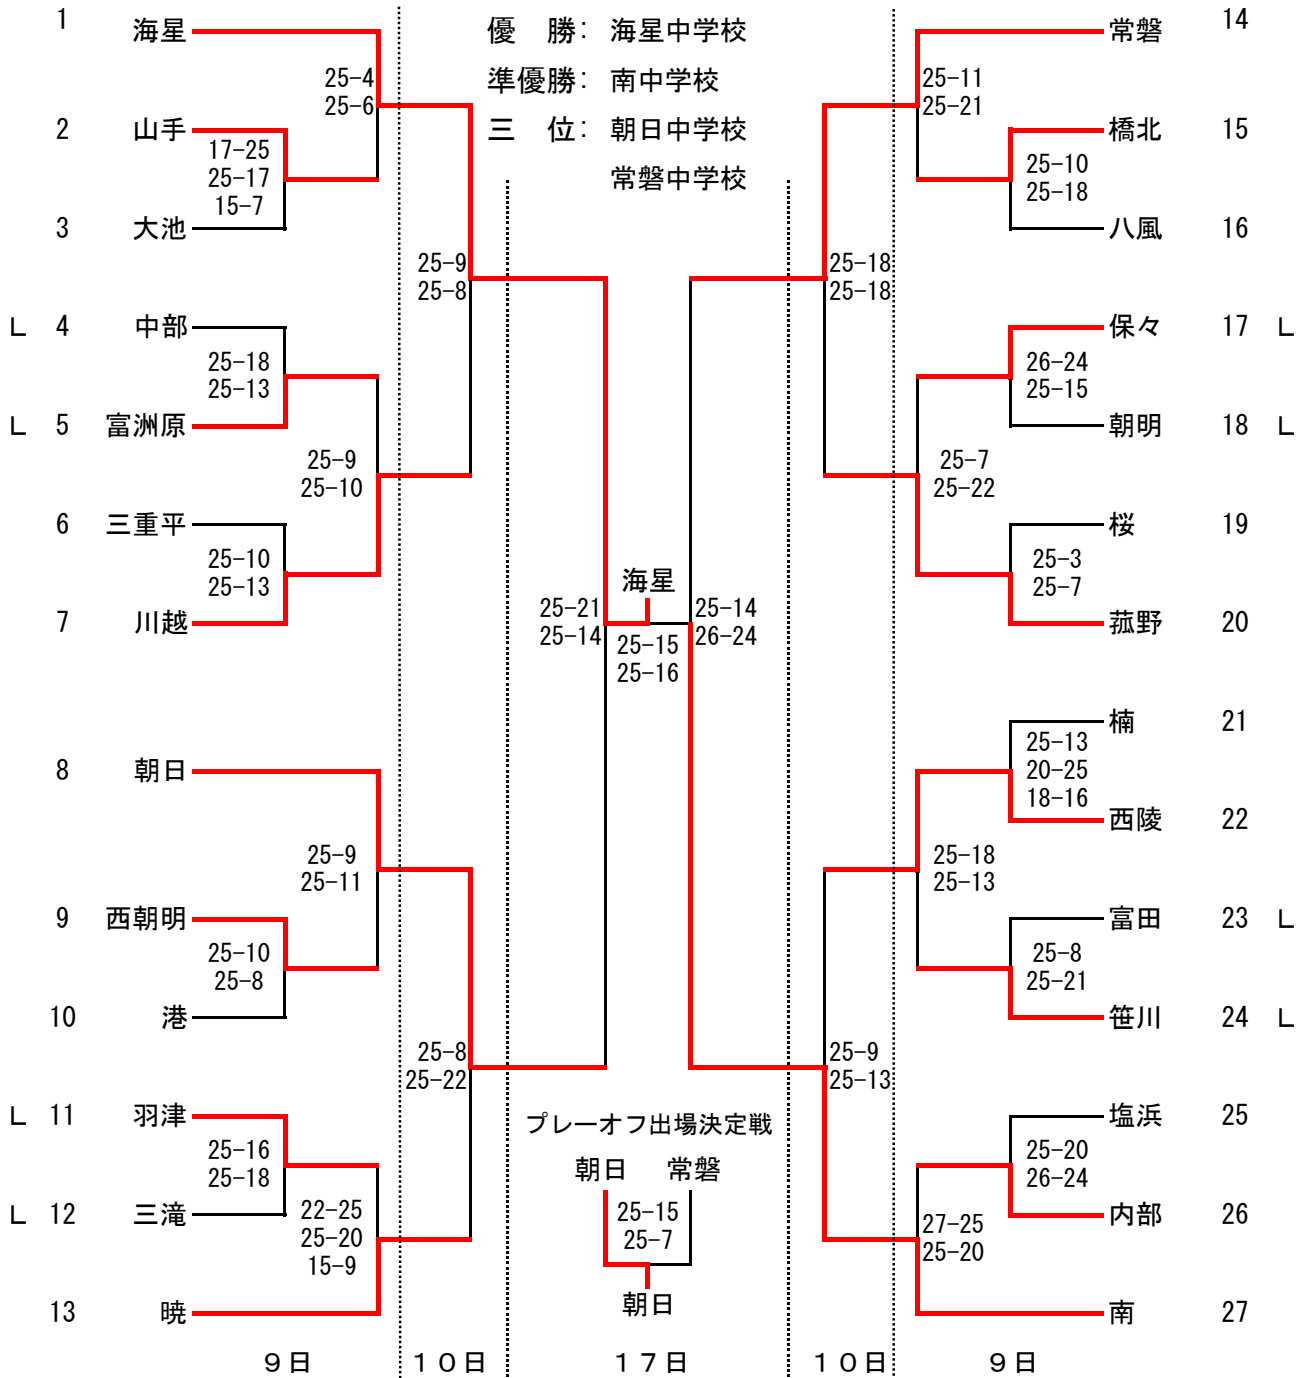 優　勝： 海星中学校
準優勝： 南中学校
三　位： 朝日中学校
常磐中学校
1 海星
25-4
25-6
2 山手
17-25
25-17
15-7
3 大池
25-9
25-8
L 4 中部
25-18
25-13
L 5 富洲原
25-9
25-10
6 三重平
25-10
25-13
7 川越
25-21
25-14
8 朝日
25-9
25-11
9 西朝明
25-10
25-8
10 港
25-8
25-22
L 11 羽津
25-16
25-18
L 12 三滝
22-25
25-20
15-9
13 暁
海星
25-15
25-16
プレーオフ出場決定戦
朝日 常磐
25-15
25-7
朝日
常磐 14
25-11
25-21
橋北 15
25-10
25-18
八風 16
25-18
25-18
保々 17 L
26-24
25-15
朝明 18 L
25-7
25-22
桜 19
25-3
25-7
菰野 20
25-14
26-24
楠 21
25-13
20-25
18-16
西陵 22
25-18
25-13
富田 23 L
25-8
25-21
笹川 24 L
25-9
25-13
塩浜 25
25-20
26-24
内部 26
27-25
25-20
南 27
９日 １０日 １７日 １０日 ９日